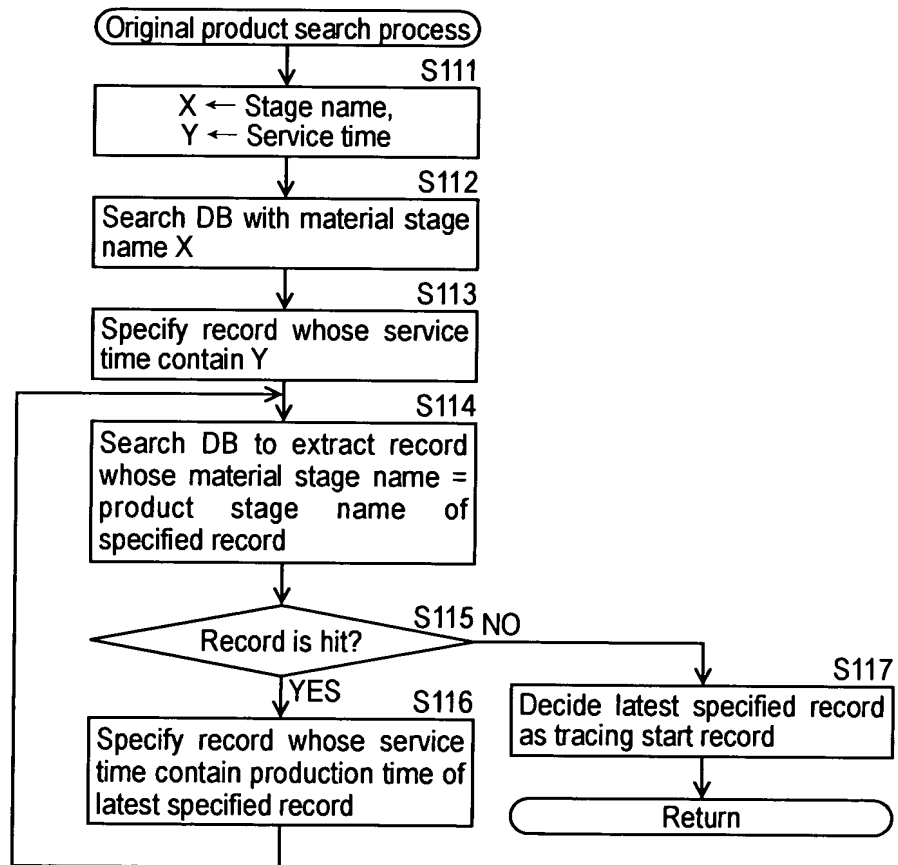 Original product search process
S111
X ← Stage name,
Y ← Service time
S112
Search DB with material stage
name X
S113
Specify record whose service
time contain Y
S114
Search DB to extract record
whose material stage name =
product stage name of
specified record
S115
Record is hit?
NO
YES
S116
Specify record whose service
time contain production time of
latest specified record
S117
Decide latest specified record
as tracing start record
Return